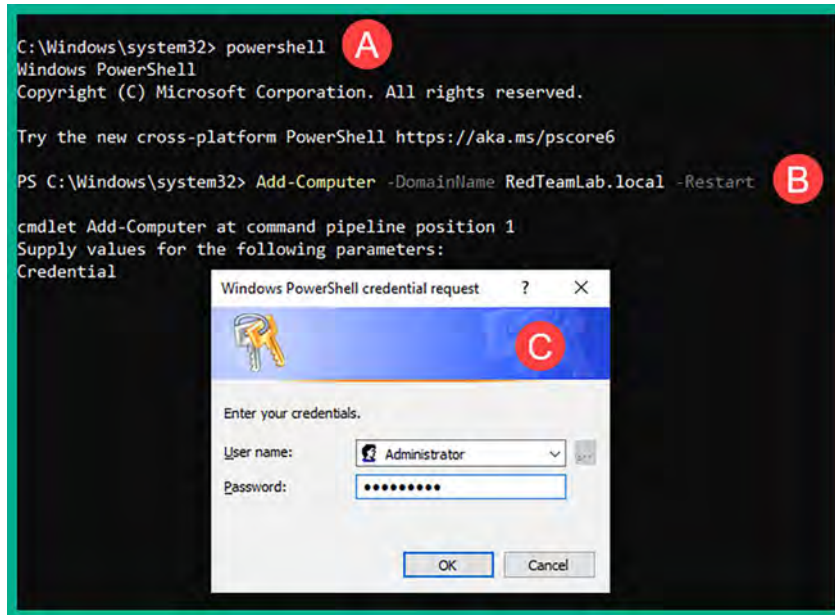 C:\Windows\system32> powershell A
Windows PowerShell
Copyright (C) Microsoft Corporation. All rights reserved.
Try the new cross-platform PowerShell https://aka.ms/pscore6
PS C:\Windows\system32> Add-Computer -DomainName RedTeamLab.local -Restart B
cmdlet Add-Computer at command pipeline position 1
Supply values for the following parameters:
Credential
Windows PowerShell credential request ? X
C
Enter your credentials.
User name: Administrator ...
Password: •••••••••
OK Cancel